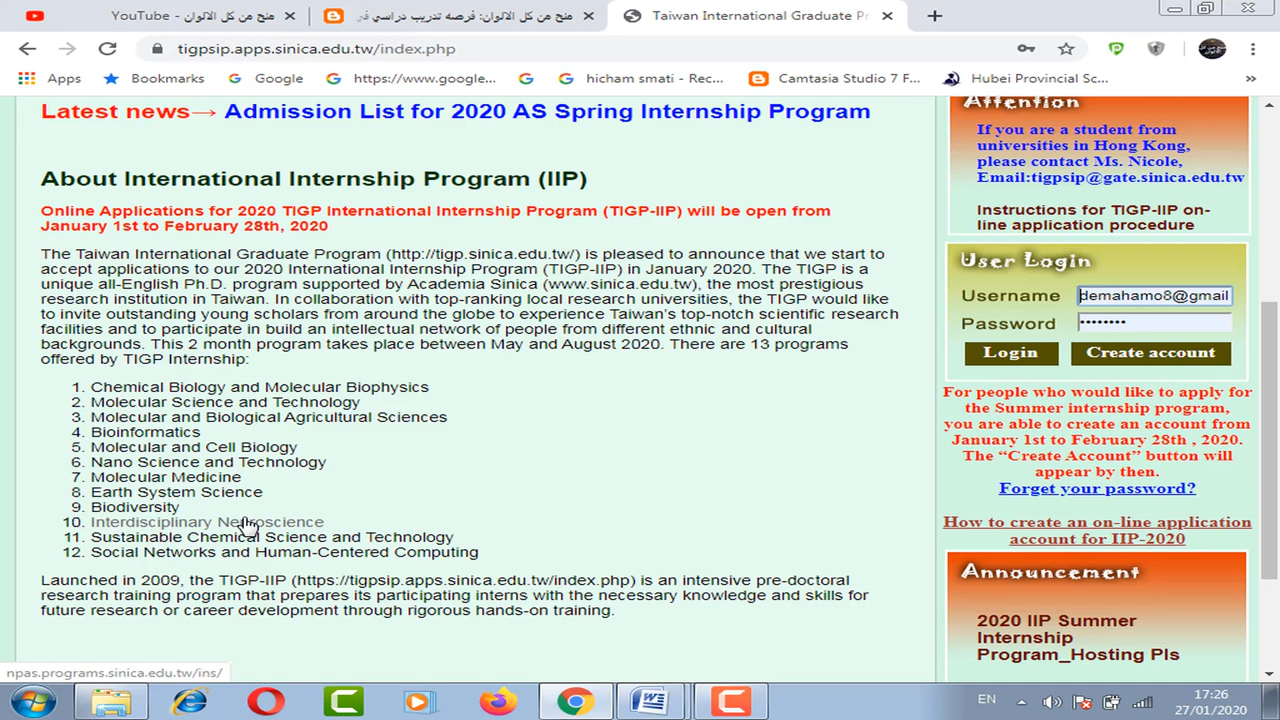 منح من كل الالوان - YouTube
منح من كل الالوان: فرصه تدريب دراسي في
Taiwan International Graduate Pr
tigpsip.apps.sinica.edu.tw/index.php
Apps
Bookmarks
Google
https://www.google...
hicham smati - Rec...
Camtasia Studio 7 F...
Hubei Provincial Sc...
»
Latest news→ Admission List for 2020 AS Spring Internship Program
About International Internship Program (IIP)
Online Applications for 2020 TIGP International Internship Program (TIGP-IIP) will be open from
January 1st to February 28th, 2020
The Taiwan International Graduate Program (http://tigp.sinica.edu.tw/) is pleased to announce that we start to
accept applications to our 2020 International Internship Program (TIGP-IIP) in January 2020. The TIGP is a
unique all-English Ph.D. program supported by Academia Sinica (www.sinica.edu.tw), the most prestigious
research institution in Taiwan. In collaboration with top-ranking local research universities, the TIGP would like
to invite outstanding young scholars from around the globe to experience Taiwan's top-notch scientific research
facilities and to participate in build an intellectual network of people from different ethnic and cultural
backgrounds. This 2 month program takes place between May and August 2020. There are 13 programs
offered by TIGP Internship:
1. Chemical Biology and Molecular Biophysics
2. Molecular Science and Technology
3. Molecular and Biological Agricultural Sciences
4. Bioinformatics
5. Molecular and Cell Biology
6. Nano Science and Technology
7. Molecular Medicine
8. Earth System Science
9. Biodiversity
10. Interdisciplinary Neuroscience
11. Sustainable Chemical Science and Technology
12. Social Networks and Human-Centered Computing
Launched in 2009, the TIGP-IIP (https://tigpsip.apps.sinica.edu.tw/index.php) is an intensive pre-doctoral
research training program that prepares its participating interns with the necessary knowledge and skills for
future research or career development through rigorous hands-on training.
Attention
If you are a student from
universities in Hong Kong,
please contact Ms. Nicole,
Email:tigpsip@gate.sinica.edu.tw
Instructions for TIGP-IIP on-
line application procedure
User Login
Username demahamo8@gmail
Password ••••••••
Login Create account
For people who would like to apply for
the Summer internship program,
you are able to create an account from
January 1st to February 28th , 2020.
The “Create Account” button will
appear by then.
Forget your password?
How to create an on-line application
account for IIP-2020
Announcement
2020 IIP Summer
Internship
Program_Hosting PIs
npas.programs.sinica.edu.tw/ins/
EN
17:26
27/01/2020